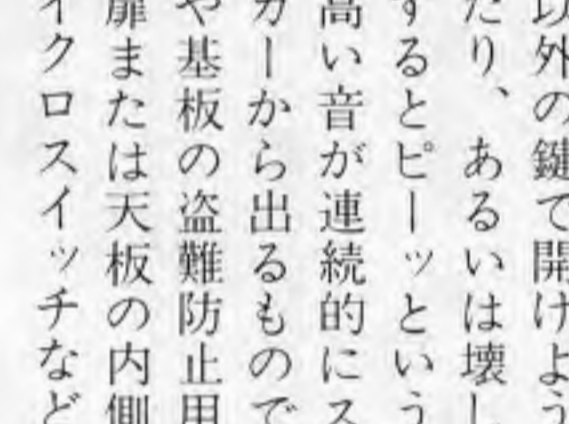 以外の鍵で開けよう
たり、あるいは壊し
するとピーッという
高い音が連続的にス
カーから出るもので
や基板の盗難防止用
扉または天板の内側
イクロスイッチなど